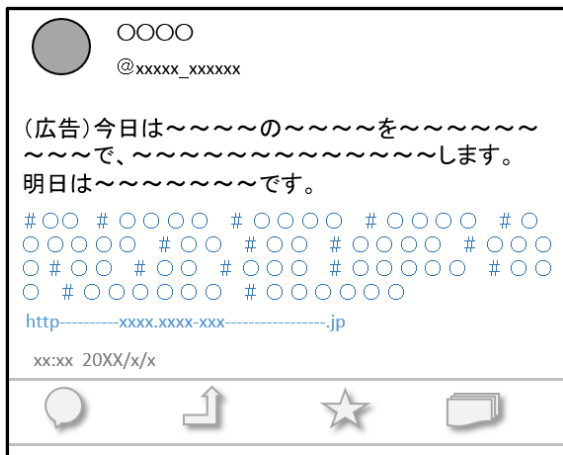 〇〇〇〇
@xxxxx_xxxxxx
(広告)今日は～～～～の～～～～を～～～～～～
～～～で、～～～～～～～～～～～～～します。
明日は～～～～～～～です。
#〇〇 #〇〇〇〇 #〇〇〇〇 #〇〇〇〇 #〇
〇〇〇〇〇 #〇〇 #〇〇 #〇〇〇〇 #〇〇〇
〇#〇〇 #〇〇 #〇〇〇 #〇〇〇〇〇 #〇〇
〇 #〇〇〇〇〇〇 #〇〇〇〇〇〇
http----------xxxx.xxxx-xxx-----------------.jp
xx:xx 20XX/x/x